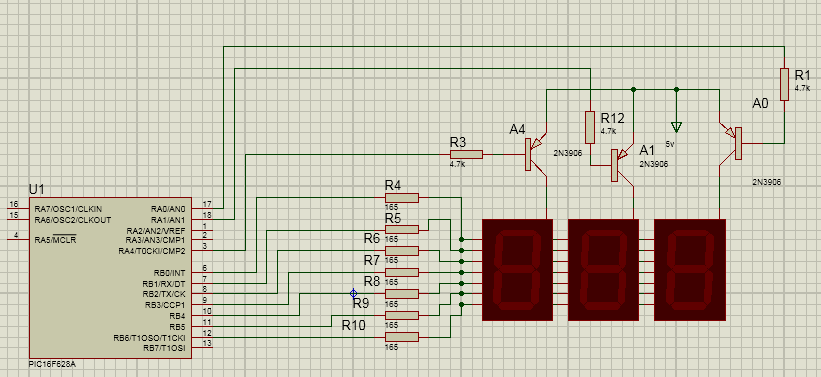 R1
4.7k
A0
2N3906
R12
4.7k
A1
2N3906
5v
A4
2N3906
R3
4.7k
R4
165
R5
165
R6
165
R7
165
R8
165
R9
165
R10
165
U1
16 RA7/OSC1/CLKIN RA0/AN0 17
15 RA6/OSC2/CLKOUT RA1/AN1 18
RA2/AN2/VREF 1
4 RA5/MCLR RA3/AN3/CMP1 2
RA4/T0CKI/CMP2 3
RB0/INT 6
RB1/RX/DT 7
RB2/TX/CK 8
RB3/CCP1 9
RB4 10
RB5 11
RB6/T1OSO/T1CKI 12
RB7/T1OSI 13
PIC16F628A